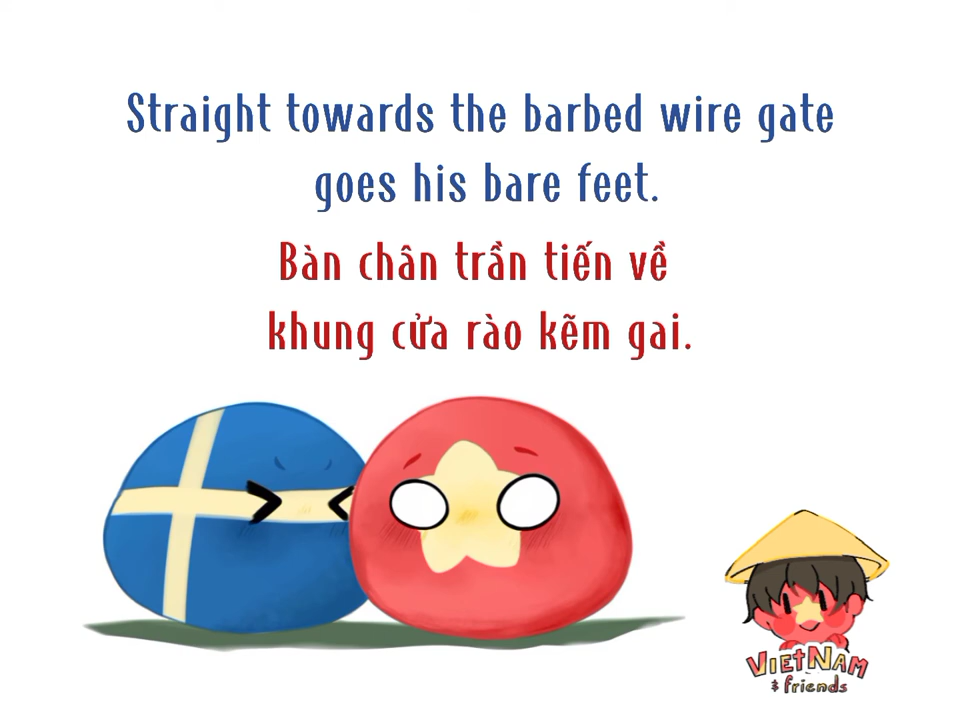 Straight towards the barbed wire gate
goes his bare feet.
Bàn chân trần tiến về
khung cửa rào kẽm gai.
VIETNAM
& friends